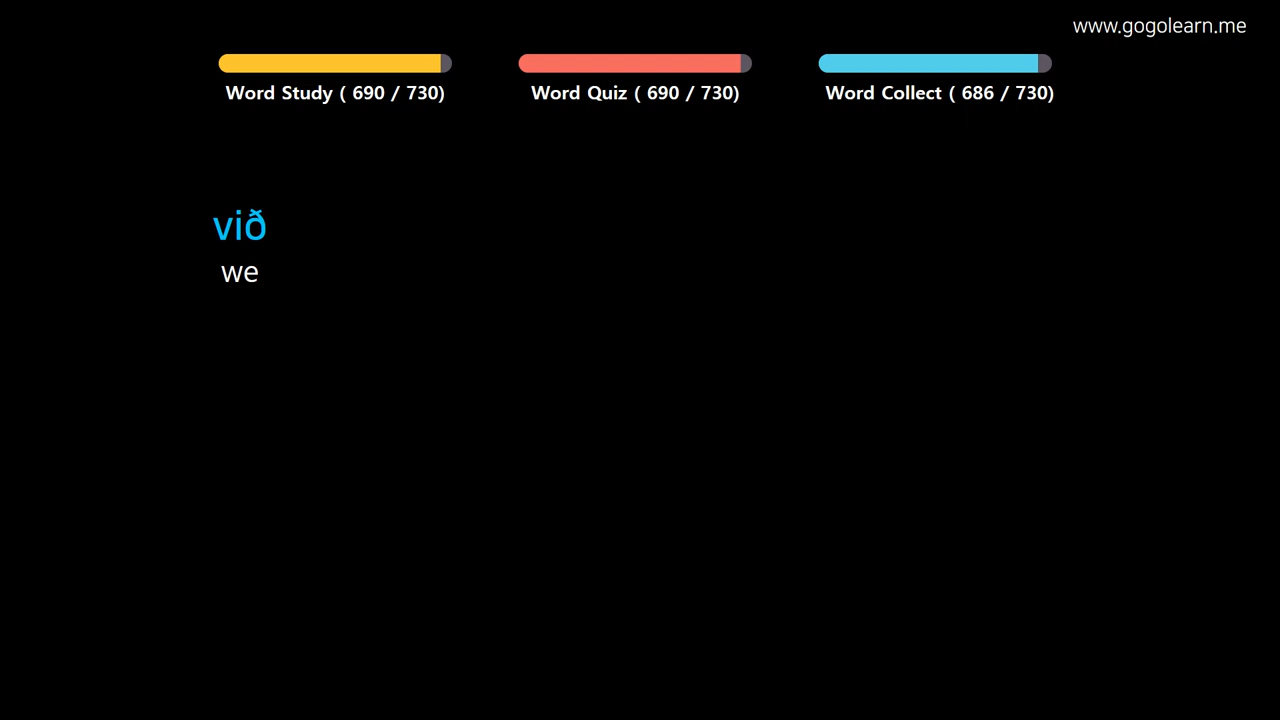 www.gogolearn.me
Word Study ( 690 / 730)
Word Quiz ( 690 / 730)
Word Collect ( 686 / 730)
við
we